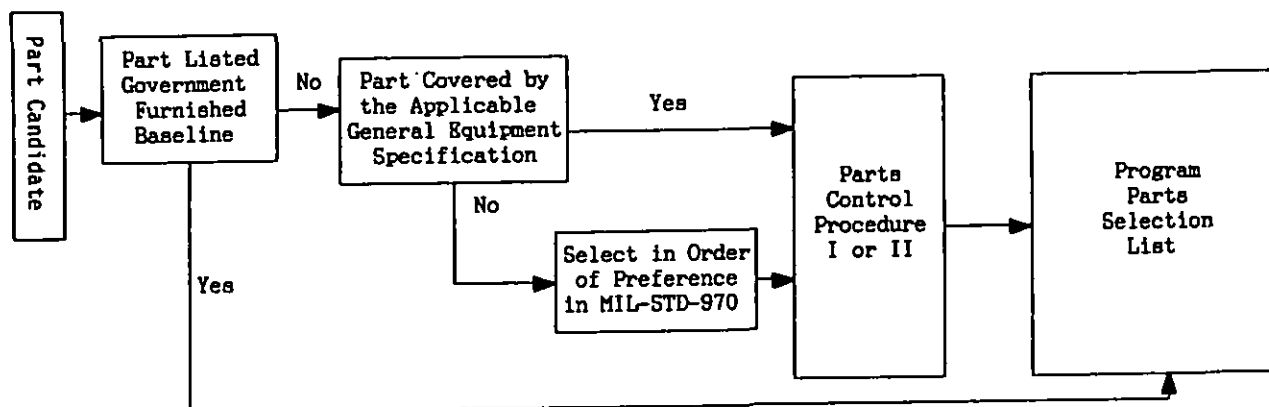 Part Candidate
Part Listed
Government
Furnished
Baseline
No
Yes
Part Covered by
the Applicable
General Equipment
Specification
Yes
No
Select in Order
of Preference
in MIL-STD-970
Parts
Control
Procedure
I or II
Program
Parts
Selection
List